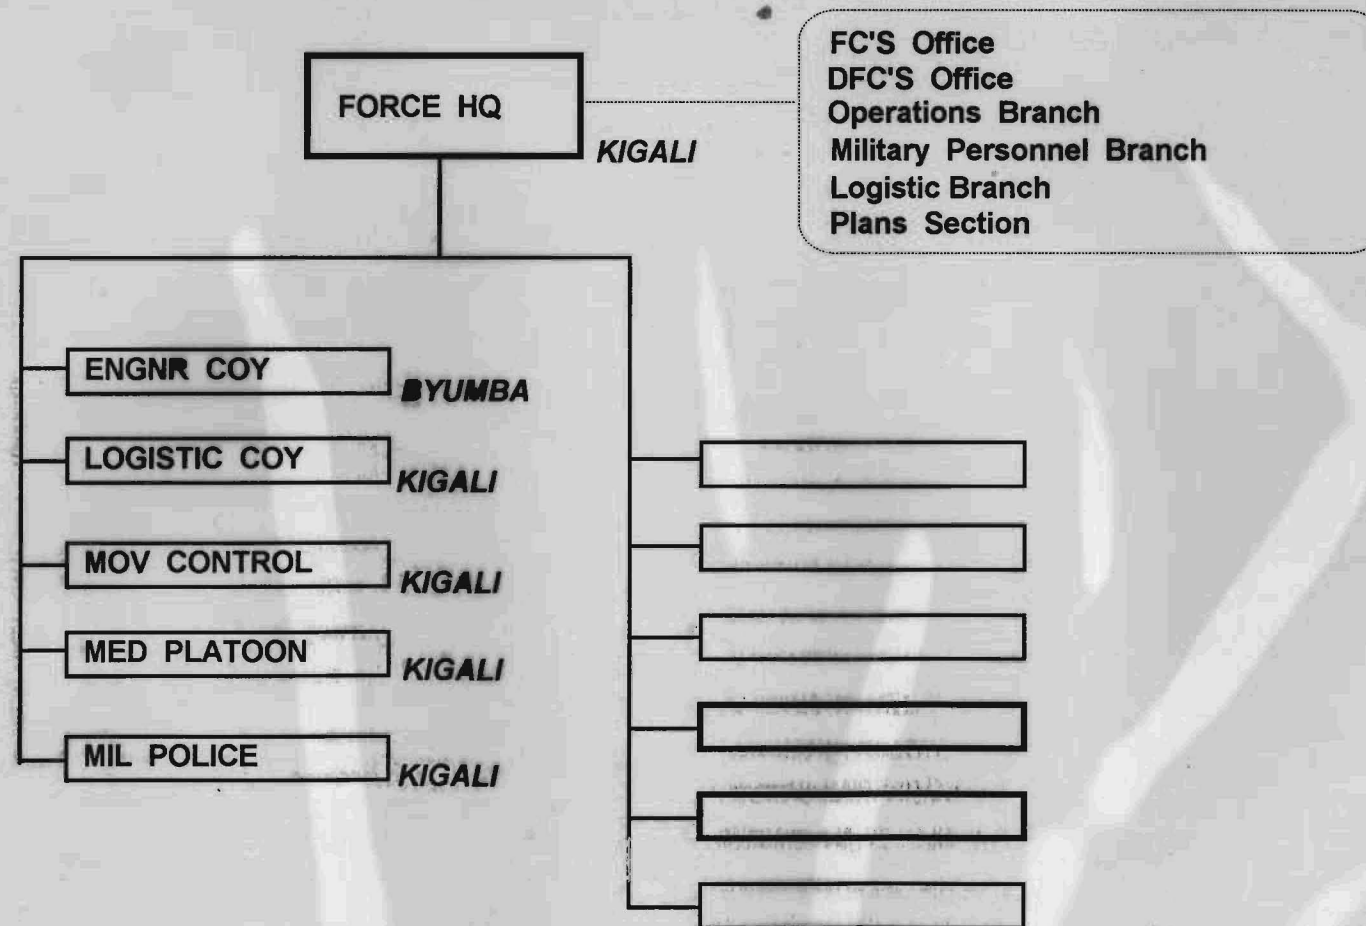 FORCE HQ
KIGALI
FC'S Office
DFC'S Office
Operations Branch
Military Personnel Branch
Logistic Branch
Plans Section
ENGNR COY
BYUMBA
LOGISTIC COY
KIGALI
MOV CONTROL
KIGALI
MED PLATOON
KIGALI
MIL POLICE
KIGALI